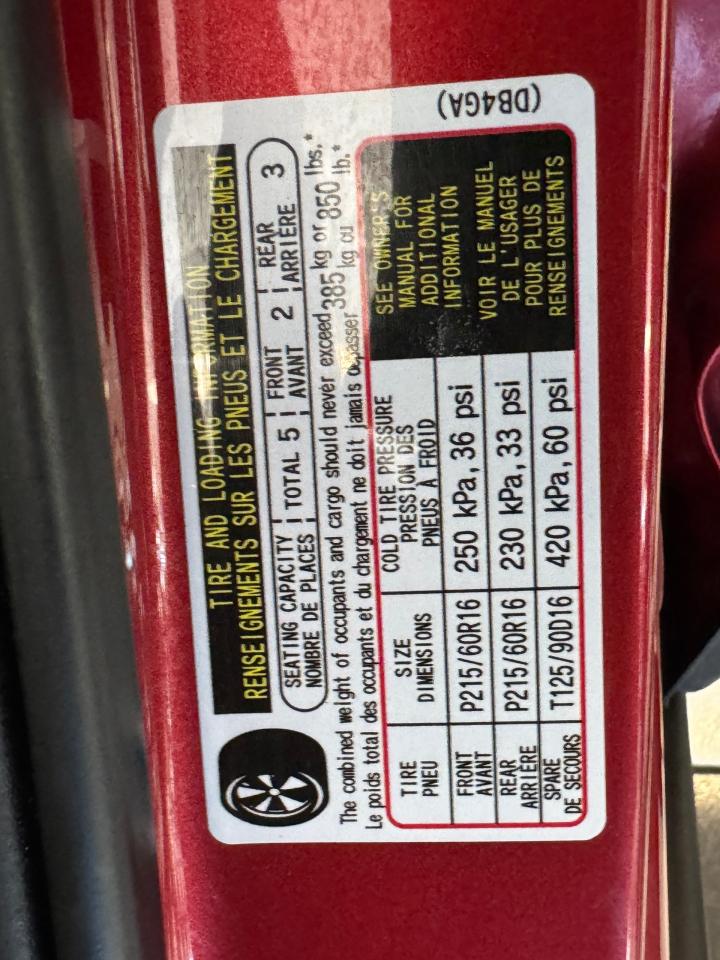 TIRE AND LOADING INFORMATION
RENSEIGNEMENTS SUR LES PNEUS ET LE CHARGEMENT
SEATING CAPACITY TOTAL 5 FRONT 2 REAR 3
NOMBRE DE PLACES AVANT ARRIÈRE
The combined weight of occupants and cargo should never exceed 385 kg or 850 lbs.*
Le poids total des occupants et du chargement ne doit jamais dépasser kg ou lb.*
TIRE SIZE COLD TIRE PRESSURE
PNEU DIMENSIONS PRESSION DES
PNEUS À FROID
FRONT P215/60R16 250 kPa, 36 psi
AVANT
REAR P215/60R16 230 kPa, 33 psi
ARRIÈRE
SPARE T125/90D16 420 kPa, 60 psi
DE SECOURS
SEE OWNER'S
MANUAL FOR
ADDITIONAL
INFORMATION
VOIR LE MANUEL
DE L'USAGER
POUR PLUS DE
RENSEIGNEMENTS
(DB4GA)